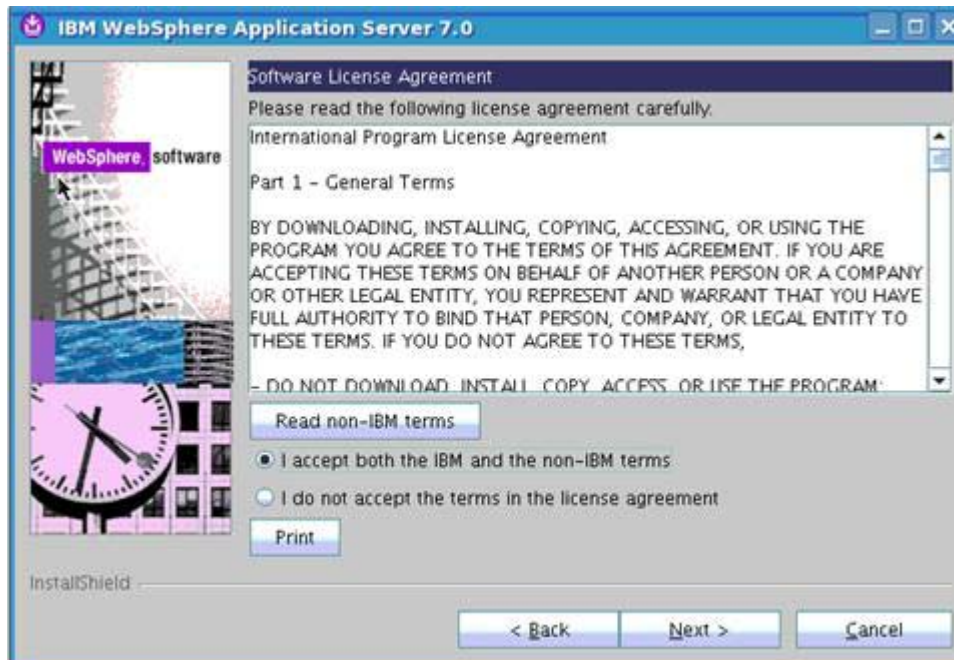 IBM WebSphere Application Server 7.0
WebSphere. software
Software License Agreement
Please read the following license agreement carefully.
International Program License Agreement
Part 1 - General Terms
BY DOWNLOADING, INSTALLING, COPYING, ACCESSING, OR USING THE
PROGRAM YOU AGREE TO THE TERMS OF THIS AGREEMENT. IF YOU ARE
ACCEPTING THESE TERMS ON BEHALF OF ANOTHER PERSON OR A COMPANY
OR OTHER LEGAL ENTITY, YOU REPRESENT AND WARRANT THAT YOU HAVE
FULL AUTHORITY TO BIND THAT PERSON, COMPANY, OR LEGAL ENTITY TO
THESE TERMS. IF YOU DO NOT AGREE TO THESE TERMS,
- DO NOT DOWNLOAD, INSTALL, COPY, ACCESS, OR USE THE PROGRAM;
Read non-IBM terms
I accept both the IBM and the non-IBM terms
I do not accept the terms in the license agreement
Print
InstallShield
< Back
Next >
Cancel